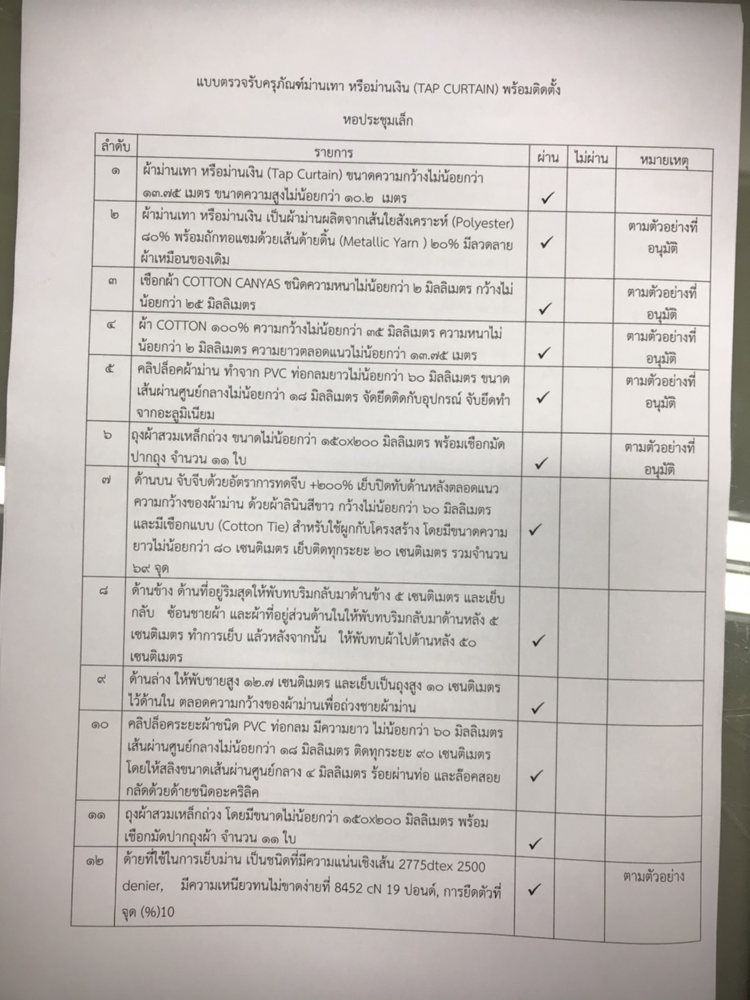 แบบตรวจรับครุภัณฑ์ม่านเทา หรือม่านเงิน (TAP CURTAIN) พร้อมติดตั้ง
หอประชุมเล็ก
ลำดับ รายการ ผ่าน ไม่ผ่าน หมายเหตุ
๑ ผ้าม่านเทา หรือม่านเงิน (Tap Curtain) ขนาดความกว้างไม่น้อยกว่า
๑๓.๗๕ เมตร ขนาดความสูงไม่น้อยกว่า ๑๐.๒ เมตร ✓
๒ ผ้าม่านเทา หรือม่านเงิน เป็นผ้าม่านผลิตจากเส้นใยสังเคราะห์ (Polyester) ตามตัวอย่างที่
๘๐% พร้อมถักทอแซมด้วยเส้นด้ายดิ้น (Metallic Yarn ) ๒๐% มีลวดลาย ✓ อนุมัติ
ผ้าเหมือนของเดิม
๓ เชือกผ้า COTTON CANYAS ชนิดความหนาไม่น้อยกว่า ๒ มิลลิเมตร กว้างไม่ ตามตัวอย่างที่
น้อยกว่า ๒๕ มิลลิเมตร ✓ อนุมัติ
๔ ผ้า COTTON ๑๐๐% ความกว้างไม่น้อยกว่า ๓๕ มิลลิเมตร ความหนาไม่ ตามตัวอย่างที่
น้อยกว่า ๒ มิลลิเมตร ความยาวตลอดแนวไม่น้อยกว่า ๑๓.๗๕ เมตร ✓ อนุมัติ
๕ คลิปล็อคผ้าม่าน ทำจาก PVC ท่อกลมยาวไม่น้อยกว่า ๖๐ มิลลิเมตร ขนาด ตามตัวอย่างที่
เส้นผ่านศูนย์กลางไม่น้อยกว่า ๑๘ มิลลิเมตร จัดยึดติดกับอุปกรณ์ จับยึดทำ ✓ อนุมัติ
จากอะลูมิเนียม
๖ ถุงผ้าสวมเหล็กถ่วง ขนาดไม่น้อยกว่า ๑๕๐x๒๐๐ มิลลิเมตร พร้อมเชือกมัด ตามตัวอย่างที่
ปากถุง จำนวน ๑๑ ใบ ✓ อนุมัติ
๗ ด้านบน จับจีบด้วยอัตราการทดจีบ +๒๐๐% เย็บปิดทับด้านหลังตลอดแนว
ความกว้างของผ้าม่าน ด้วยผ้าลินินสีขาว กว้างไม่น้อยกว่า ๖๐ มิลลิเมตร
และมีเชือกแบบ (Cotton Tie) สำหรับใช้ผูกกับโครงสร้าง โดยมีขนาดความ ✓
ยาวไม่น้อยกว่า ๘๐ เซนติเมตร เย็บติดทุกระยะ ๒๐ เซนติเมตร รวมจำนวน
๖๙ จุด
๘ ด้านข้าง ด้านที่อยู่ริมสุดให้พับทบริมกลับมาด้านข้าง ๕ เซนติเมตร และเย็บ
กลับ ซ้อนชายผ้า และผ้าที่อยู่ส่วนด้านในให้พับทบริมกลับมาด้านหลัง ๕
เซนติเมตร ทำการเย็บ แล้วหลังจากนั้น ให้พับทบผ้าไปด้านหลัง ๕๐ ✓
เซนติเมตร
๙ ด้านล่าง ให้พับชายสูง ๑๒.๗ เซนติเมตร และเย็บเป็นถุงสูง ๑๐ เซนติเมตร
ไว้ด้านใน ตลอดความกว้างของผ้าม่านเพื่อถ่วงชายผ้าม่าน ✓
๑๐ คลิปล็อคระยะผ้าชนิด PVC ท่อกลม มีความยาว ไม่น้อยกว่า ๖๐ มิลลิเมตร
เส้นผ่านศูนย์กลางไม่น้อยกว่า ๑๘ มิลลิเมตร ติดทุกระยะ ๙๐ เซนติเมตร
โดยให้สลิงขนาดเส้นผ่านศูนย์กลาง ๔ มิลลิเมตร ร้อยผ่านท่อ และล๊อคสอย ✓
กลัดด้วยด้ายชนิดอะคริลิค
๑๑ ถุงผ้าสวมเหล็กถ่วง โดยมีขนาดไม่น้อยกว่า ๑๕๐x๒๐๐ มิลลิเมตร พร้อม
เชือกมัดปากถุงผ้า จำนวน ๑๑ ใบ ✓
๑๒ ด้ายที่ใช้ในการเย็บม่าน เป็นชนิดที่มีความแน่นเชิงเส้น 2775dtex 2500 ตามตัวอย่าง
denier, มีความเหนียวทนไม่ขาดง่ายที่ 8452 cN 19 ปอนด์, การยืดตัวที่ ✓
จุด (%)10